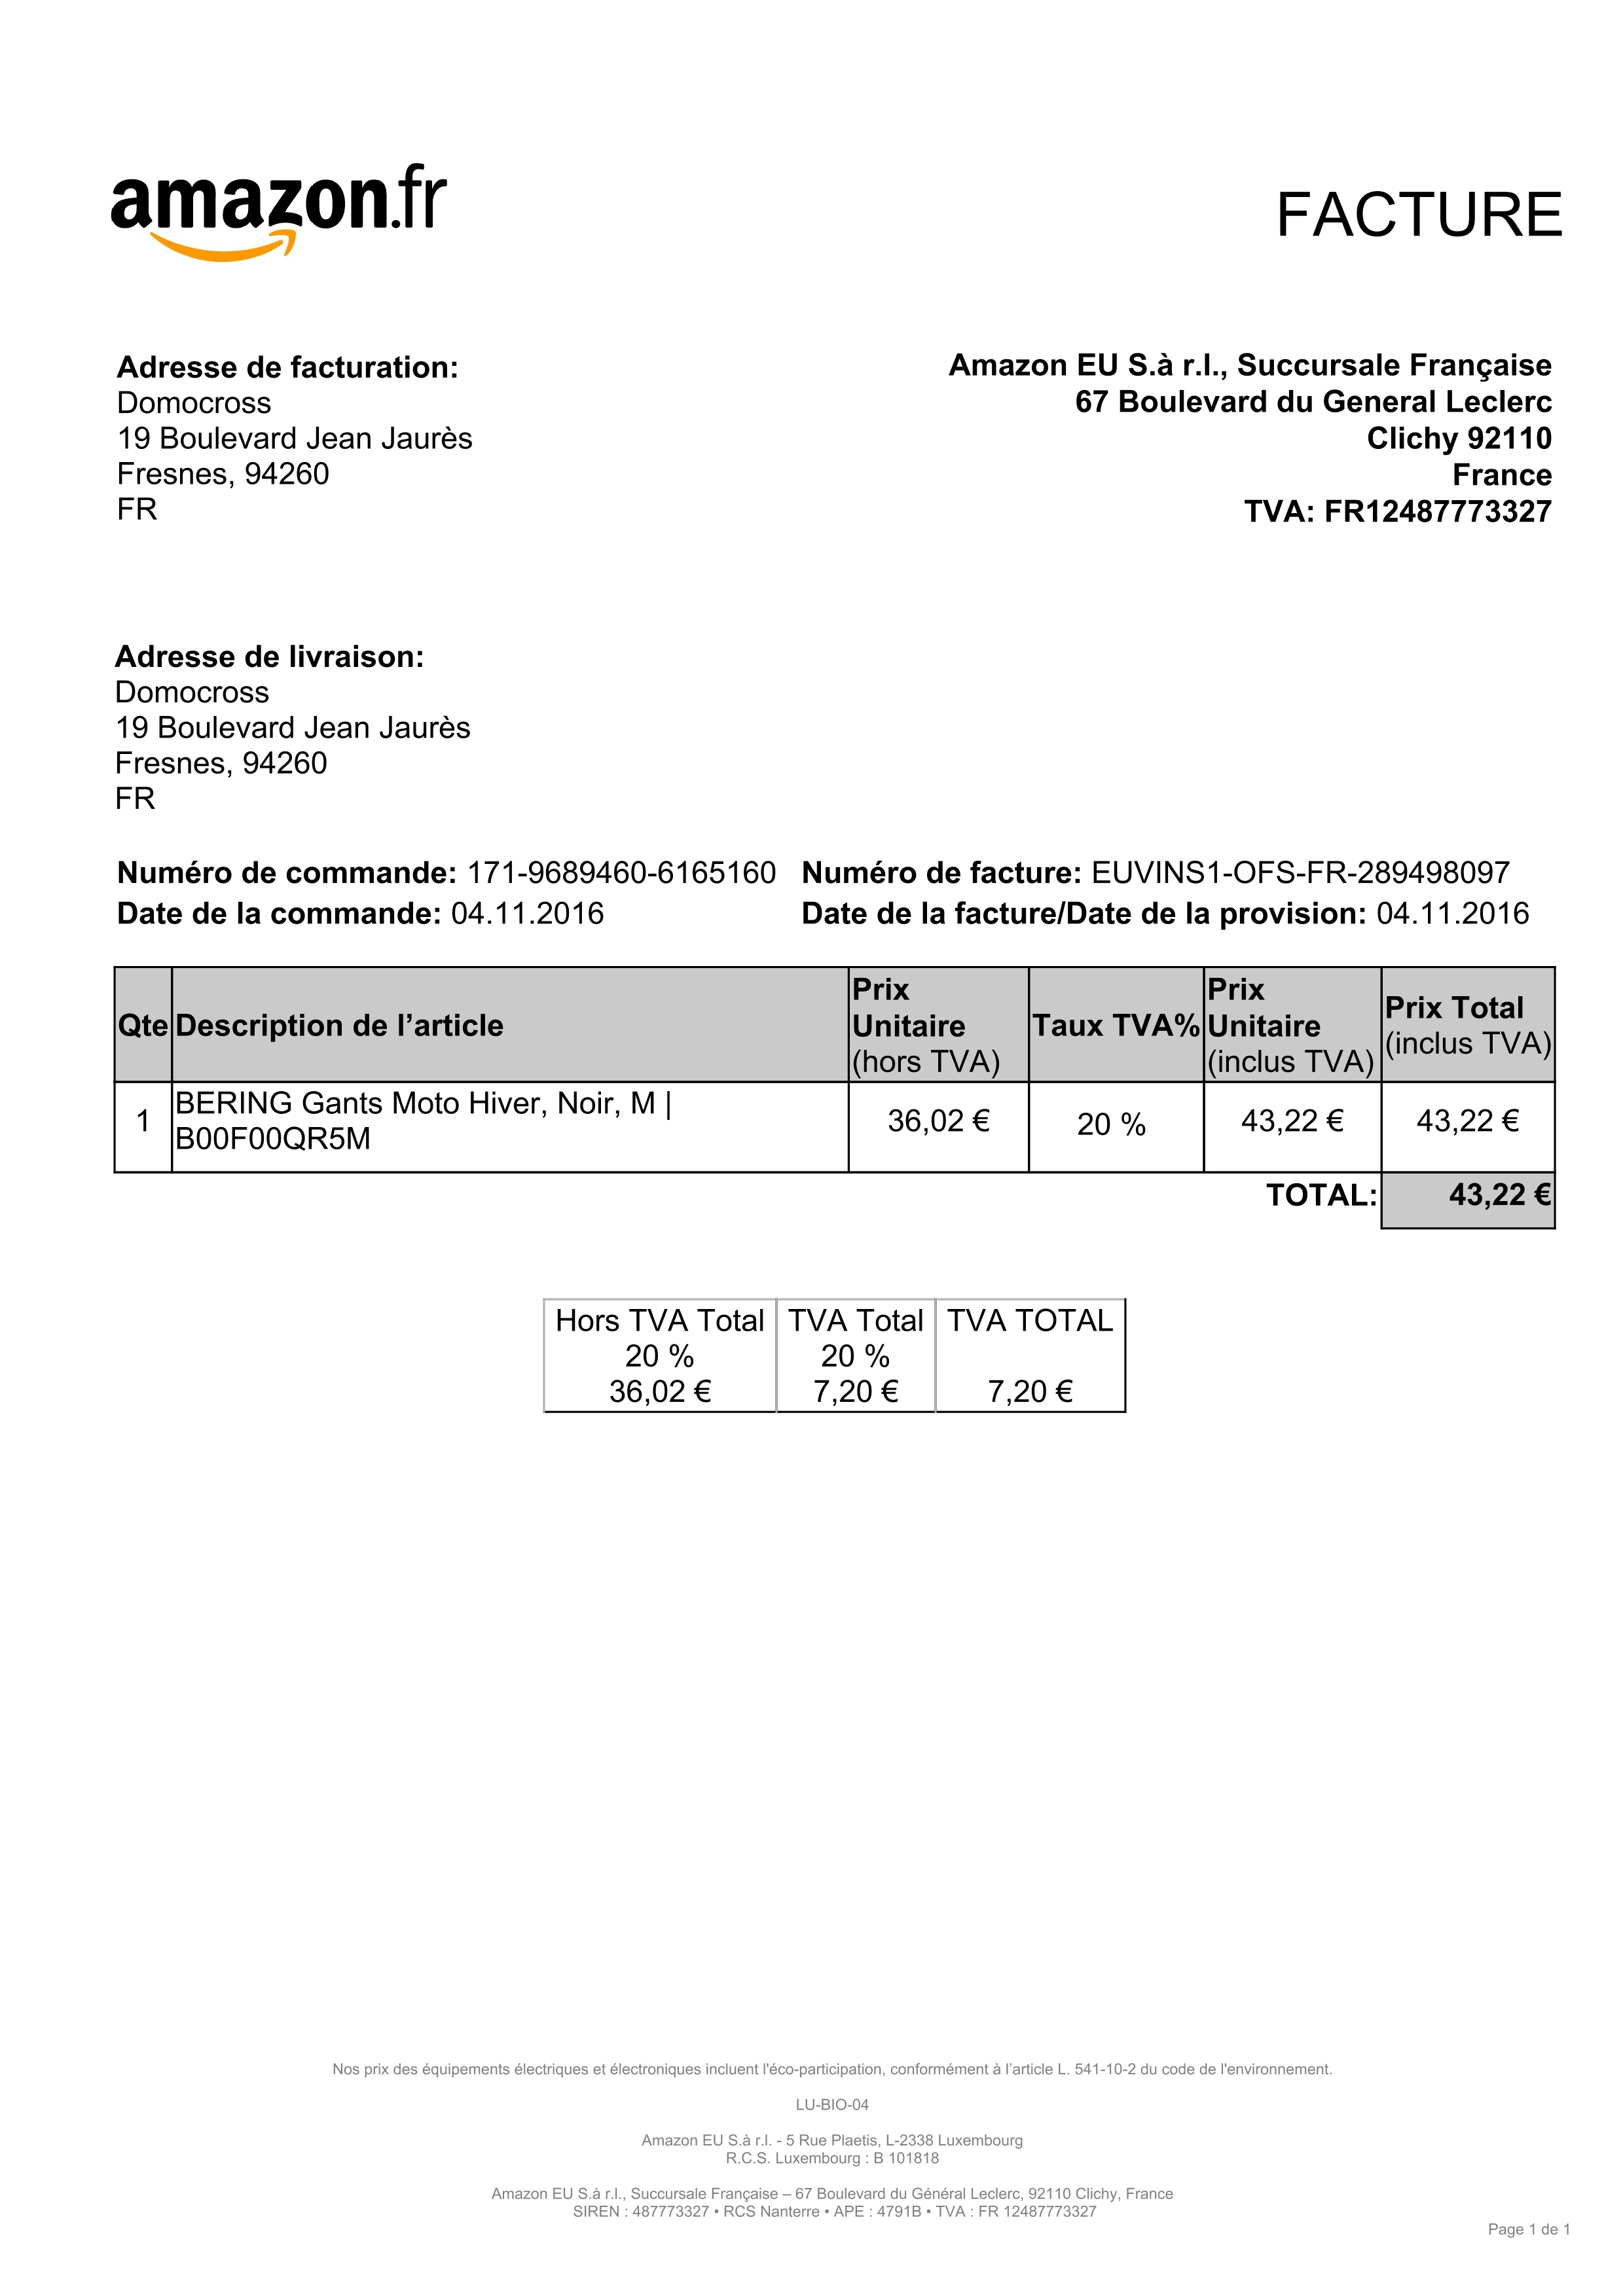 amazon.fr
FACTURE
Adresse de facturation:
Domocross
19 Boulevard Jean Jaurès
Fresnes, 94260
FR
Amazon EU S.à r.l., Succursale Française
67 Boulevard du General Leclerc
Clichy 92110
France
TVA: FR12487773327
Adresse de livraison:
Domocross
19 Boulevard Jean Jaurès
Fresnes, 94260
FR
Numéro de commande: 171-9689460-6165160 Numéro de facture: EUVINS1-OFS-FR-289498097
Date de la commande: 04.11.2016 Date de la facture/Date de la provision: 04.11.2016
Qte Description de l’article Prix Unitaire (hors TVA) Taux TVA% Prix Unitaire (inclus TVA) Prix Total (inclus TVA)
1 BERING Gants Moto Hiver, Noir, M | B00F00QR5M 36,02 € 20 % 43,22 € 43,22 €
TOTAL: 43,22 €
Hors TVA Total TVA Total TVA TOTAL
20 % 20 %
36,02 € 7,20 € 7,20 €
Nos prix des équipements électriques et électroniques incluent l'éco-participation, conformément à l’article L. 541-10-2 du code de l'environnement.
LU-BIO-04
Amazon EU S.à r.l. - 5 Rue Plaetis, L-2338 Luxembourg
R.C.S. Luxembourg : B 101818
Amazon EU S.à r.l., Succursale Française – 67 Boulevard du Général Leclerc, 92110 Clichy, France
SIREN : 487773327 • RCS Nanterre • APE : 4791B • TVA : FR 12487773327
Page 1 de 1